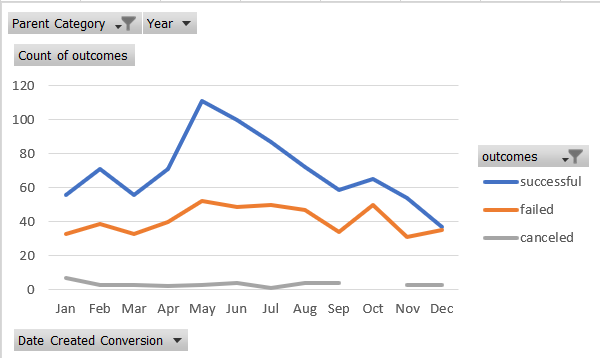 Parent Category Year
Count of outcomes
120
100
80
60
40
20
0
Jan Feb Mar Apr May Jun Jul Aug Sep Oct Nov Dec
outcomes
successful
failed
canceled
Date Created Conversion